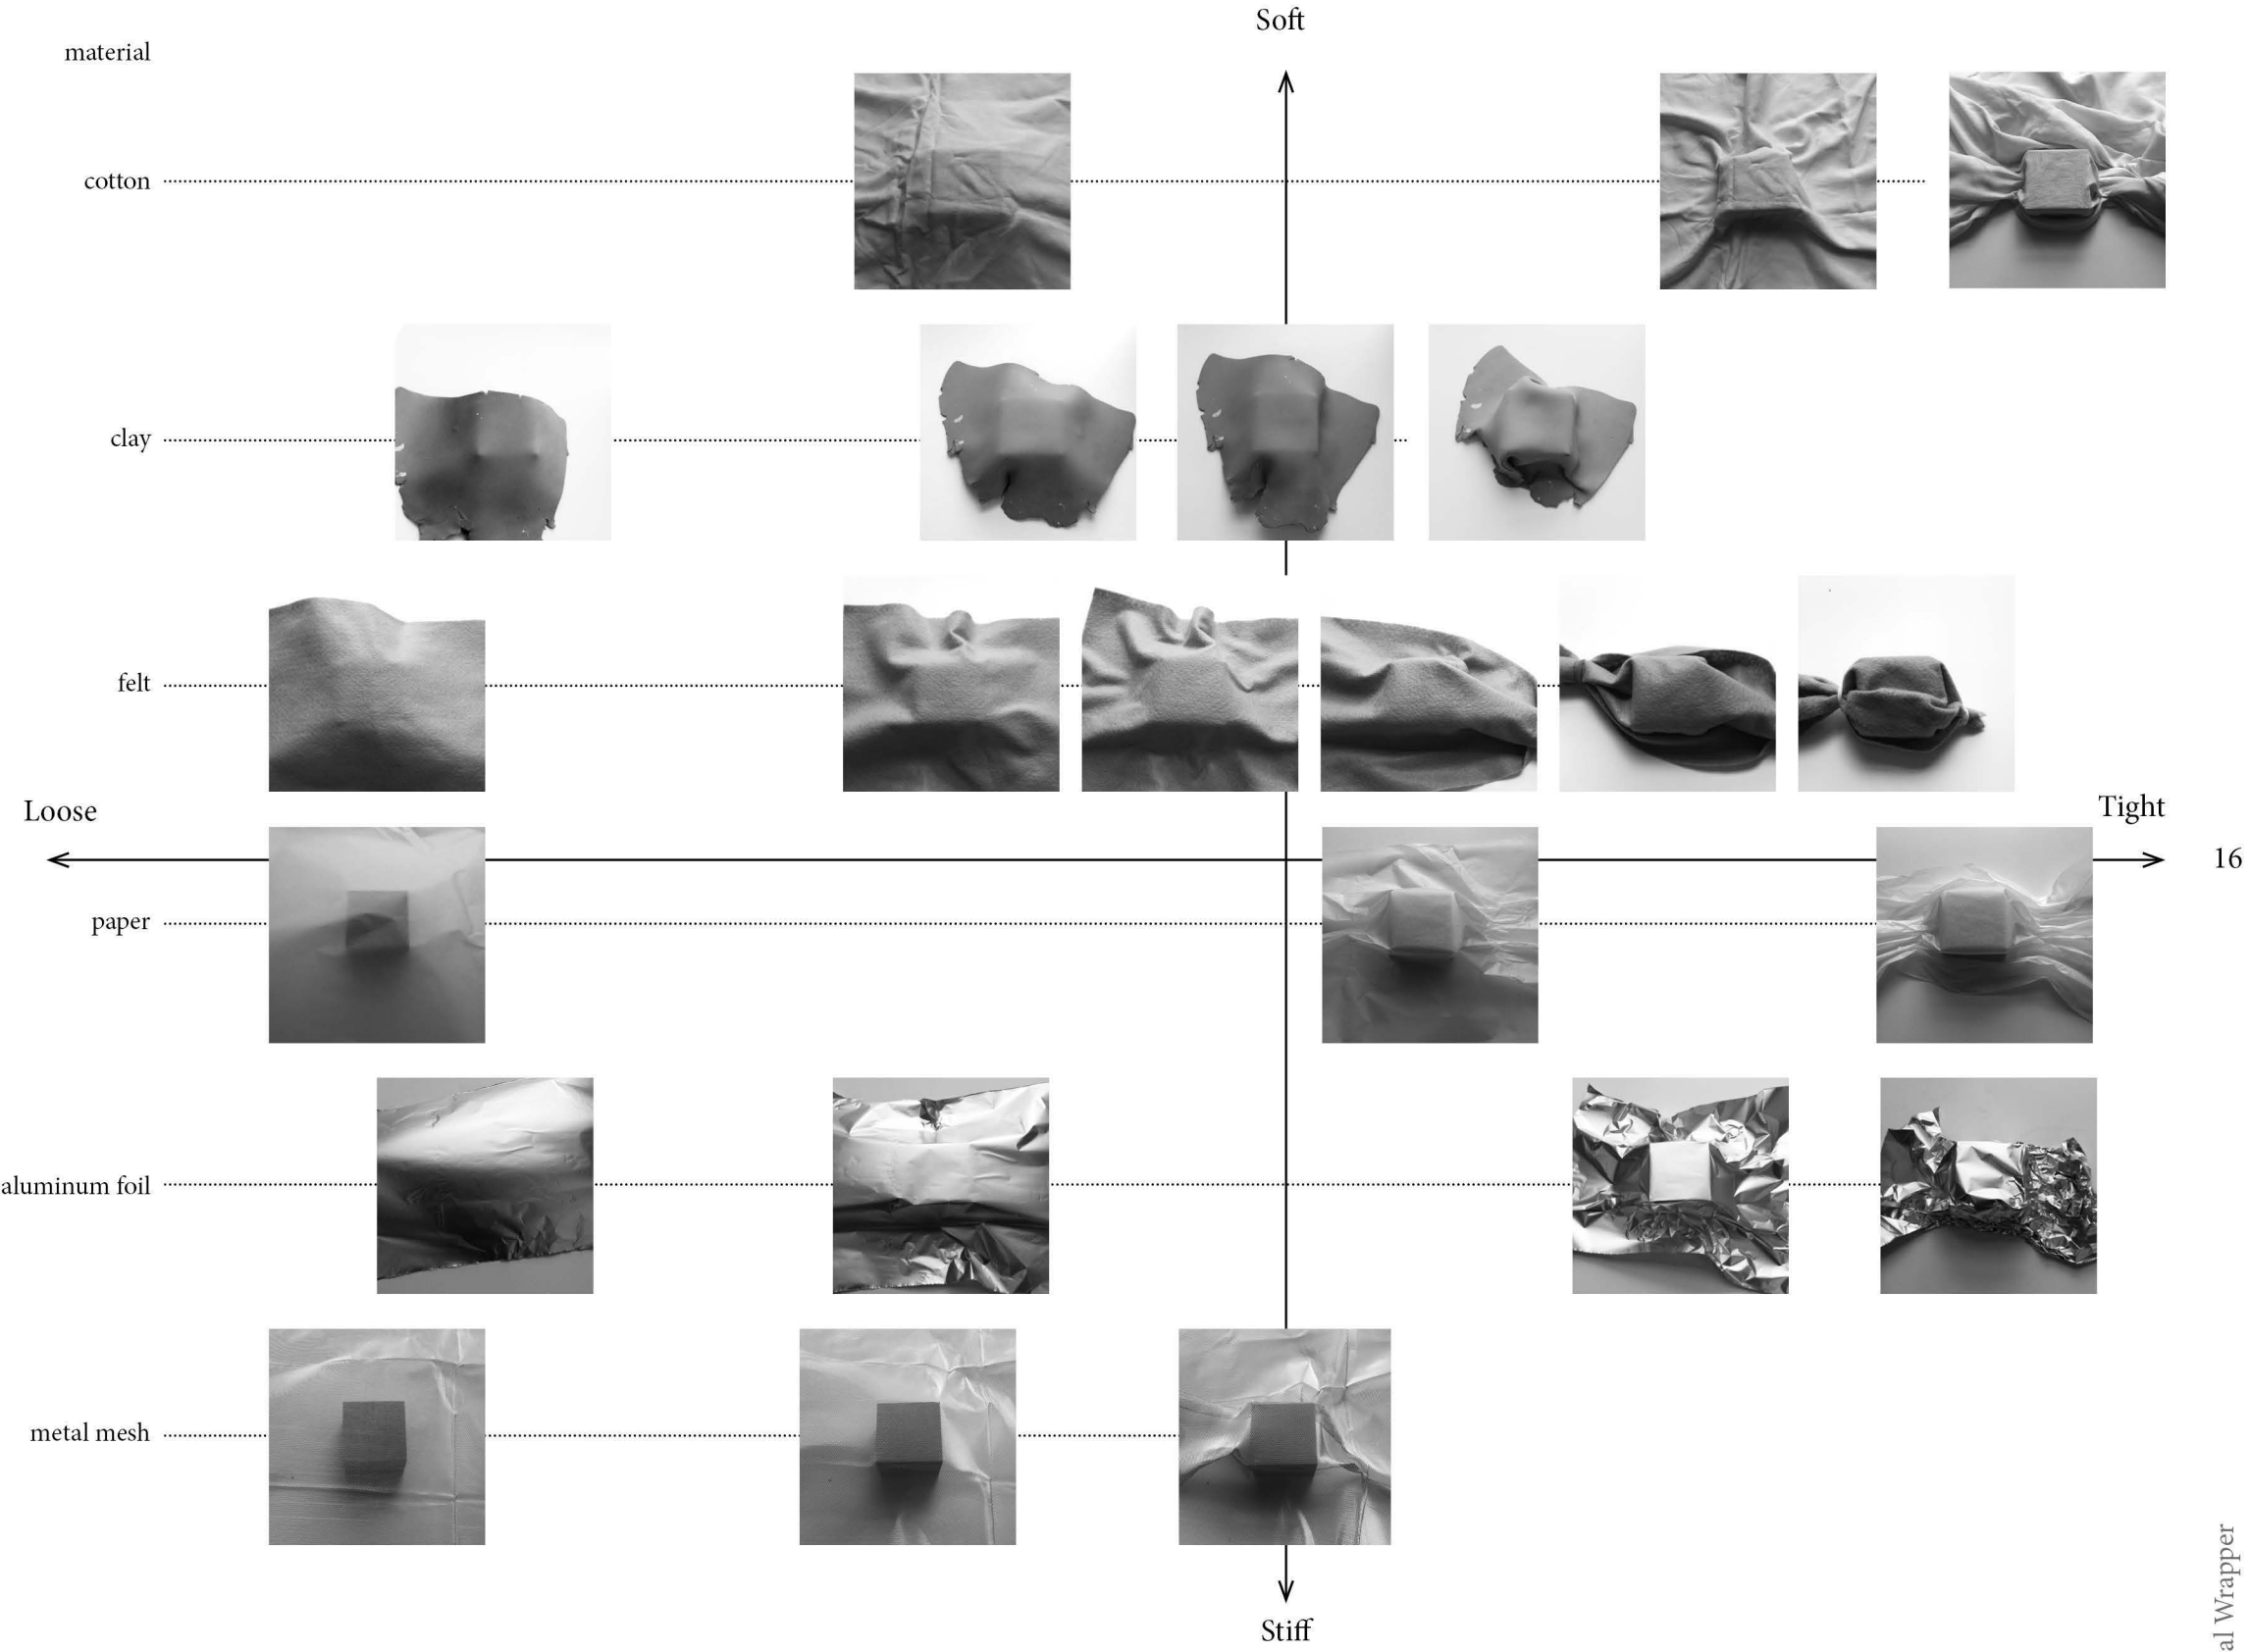 Soft
material
cotton
clay
felt
Loose
Tight
16
paper
aluminum foil
metal mesh
Stiff
al Wrapper